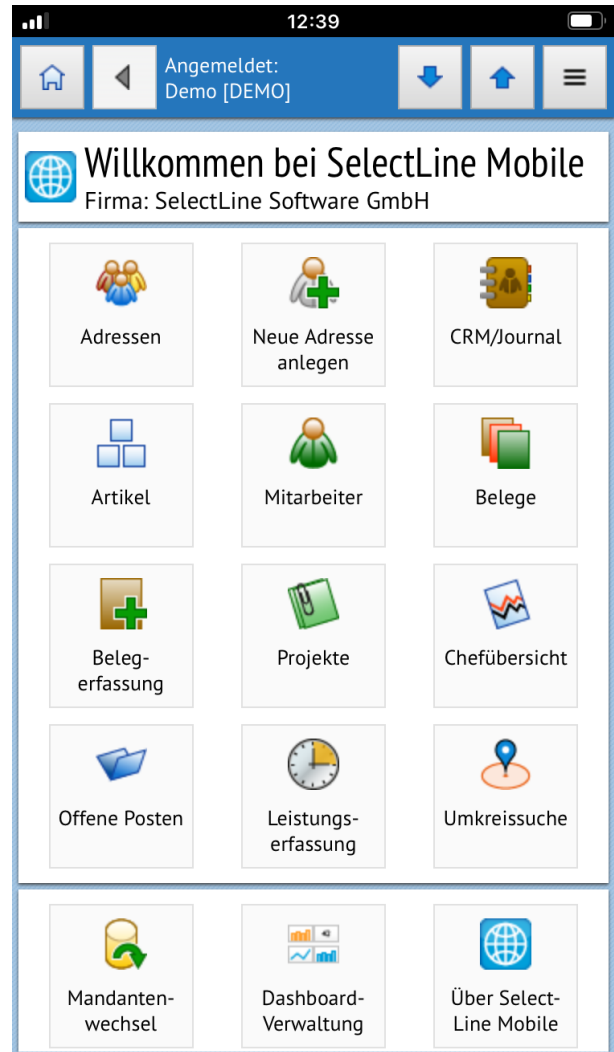 12:39
Angemeldet:
Demo [DEMO]
Willkommen bei SelectLine Mobile
Firma: SelectLine Software GmbH
Adressen
Neue Adresse
anlegen
CRM/Journal
Artikel
Mitarbeiter
Belege
Beleg-
erfassung
Projekte
Chefübersicht
Offene Posten
Leistungs-
erfassung
Umkreissuche
Mandanten-
wechsel
Dashboard-
Verwaltung
Über Select-
Line Mobile